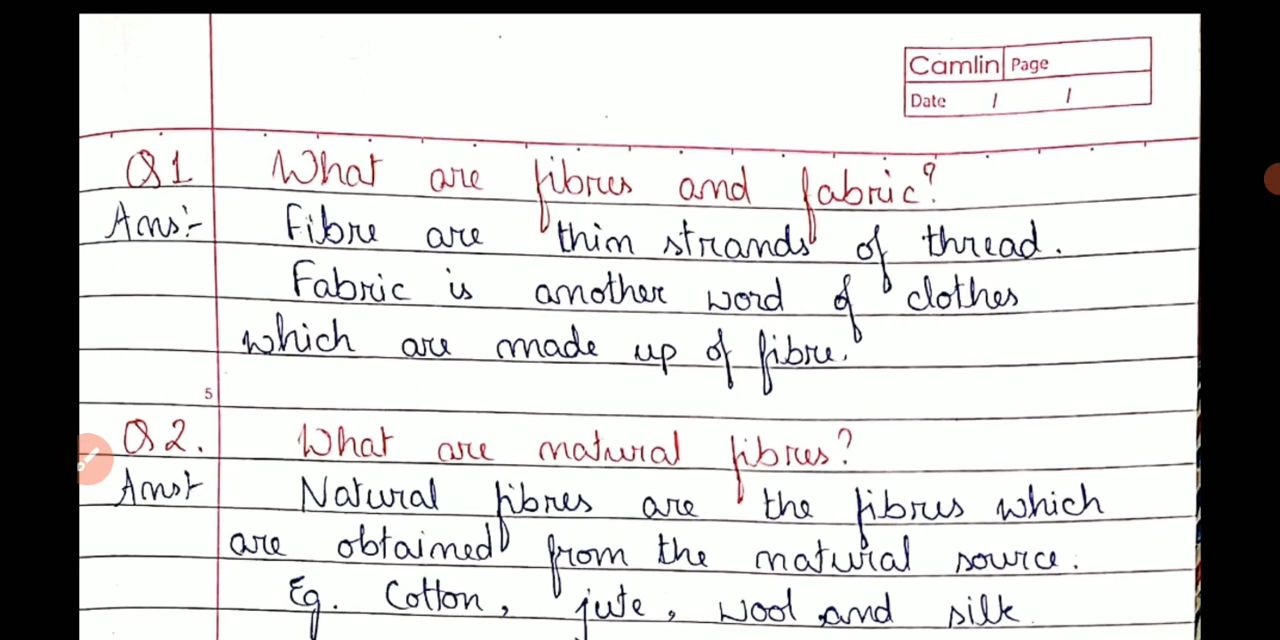 Camlin Page
Date / /
Q1 What are fibres and fabric?
Ans:- Fibre are thin strands of thread.
Fabric is another word of clothes
which are made up of fibre.
5
Q2. What are natural fibres?
Ans:- Natural fibres are the fibres which
are obtained from the natural source.
Eg. Cotton, jute, wool and silk